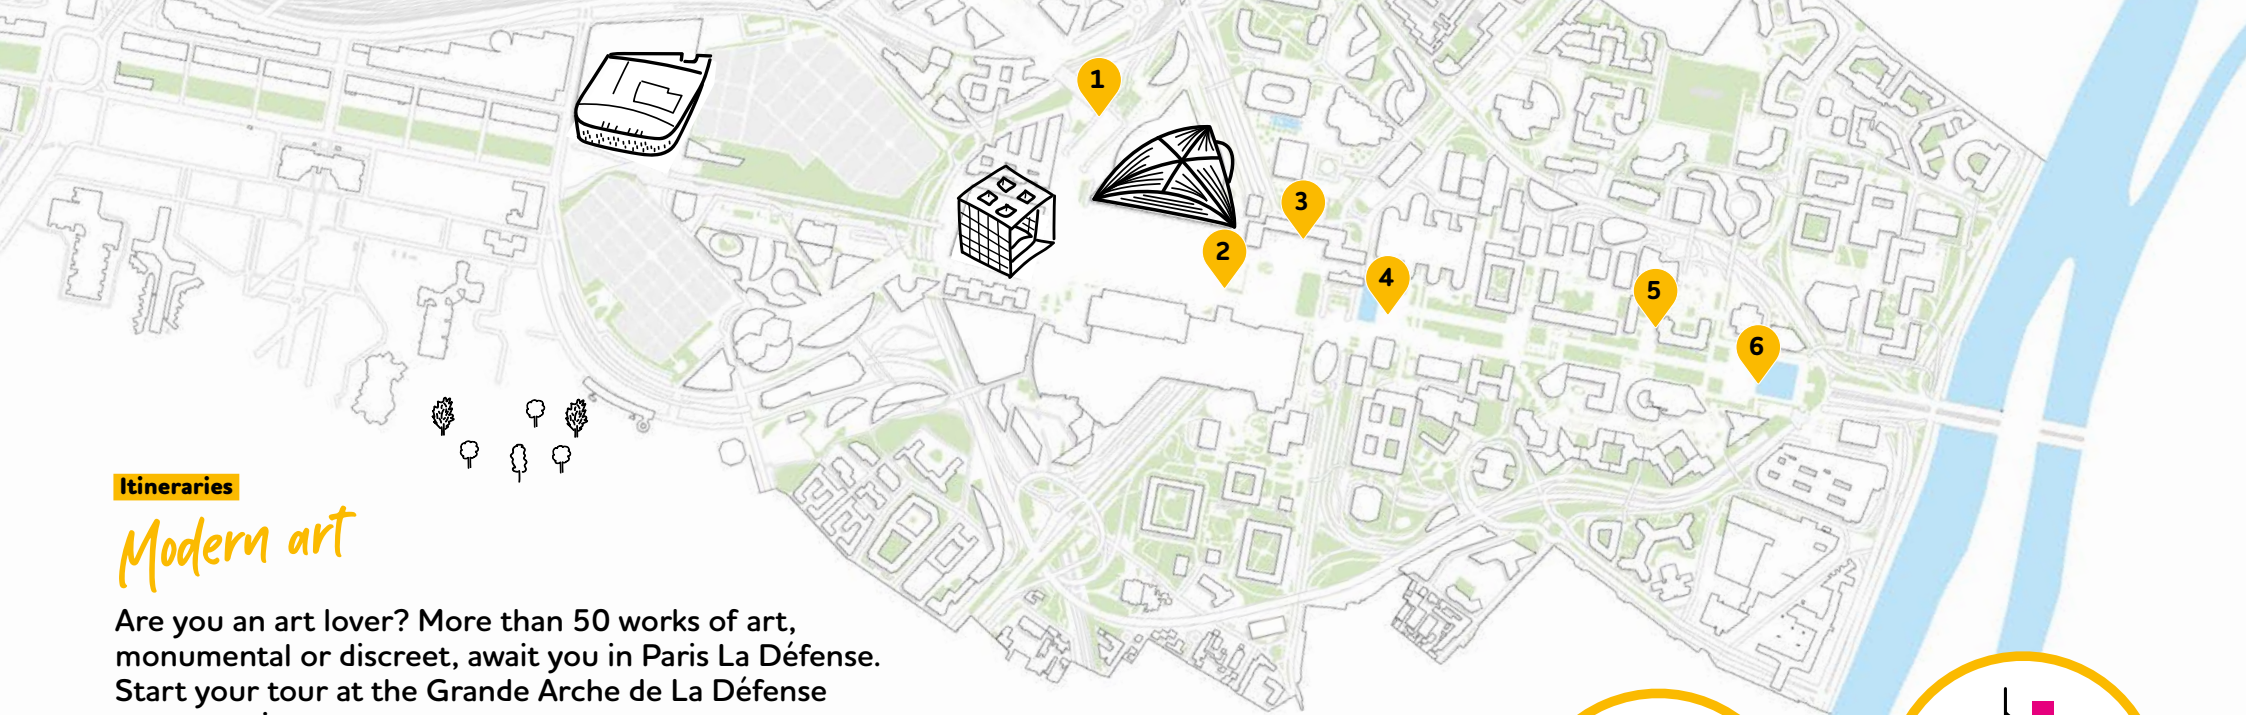 1
2
3
4
5
6
Itineraries
Modern art
Are you an art lover? More than 50 works of art,
monumental or discreet, await you in Paris La Défense.
Start your tour at the Grande Arche de La Défense